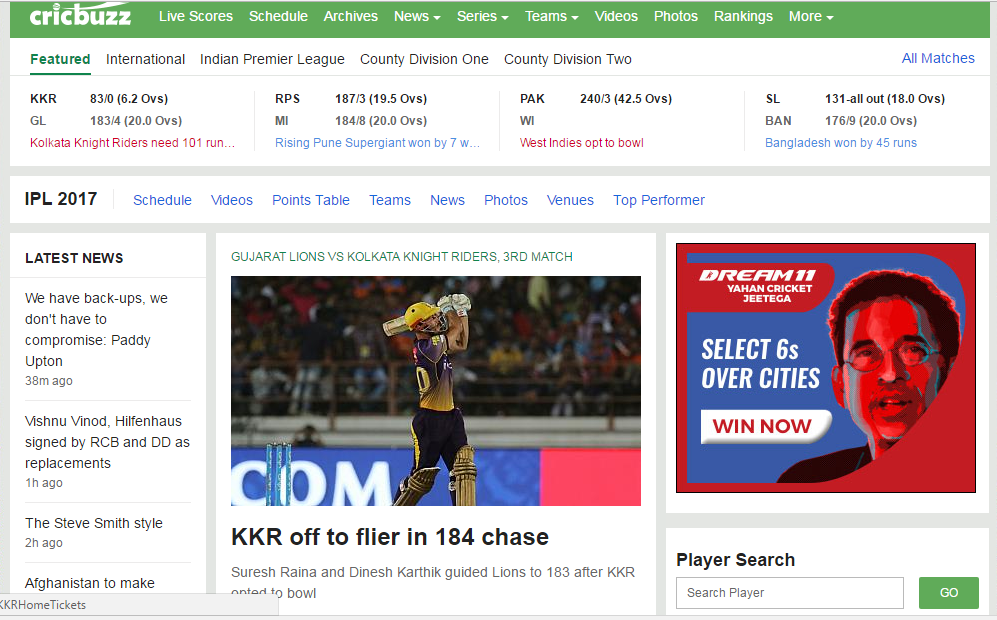 cricbuzz
Live Scores Schedule Archives News Series Teams Videos Photos Rankings More
Featured International Indian Premier League County Division One County Division Two All Matches
KKR 83/0 (6.2 Ovs)
GL 183/4 (20.0 Ovs)
Kolkata Knight Riders need 101 run...
RPS 187/3 (19.5 Ovs)
MI 184/8 (20.0 Ovs)
Rising Pune Supergiant won by 7 w...
PAK 240/3 (42.5 Ovs)
WI
West Indies opt to bowl
SL 131-all out (18.0 Ovs)
BAN 176/9 (20.0 Ovs)
Bangladesh won by 45 runs
IPL 2017 Schedule Videos Points Table Teams News Photos Venues Top Performer
LATEST NEWS
We have back-ups, we
don't have to
compromise: Paddy
Upton
38m ago
Vishnu Vinod, Hilfenhaus
signed by RCB and DD as
replacements
1h ago
The Steve Smith style
2h ago
Afghanistan to make
KKRHomeTickets
GUJARAT LIONS VS KOLKATA KNIGHT RIDERS, 3RD MATCH
COM
KKR off to flier in 184 chase
Suresh Raina and Dinesh Karthik guided Lions to 183 after KKR
opted to bowl
DREAM11
YAHAN CRICKET
JEETEGA
SELECT 6s
OVER CITIES
WIN NOW
Player Search
Search Player GO